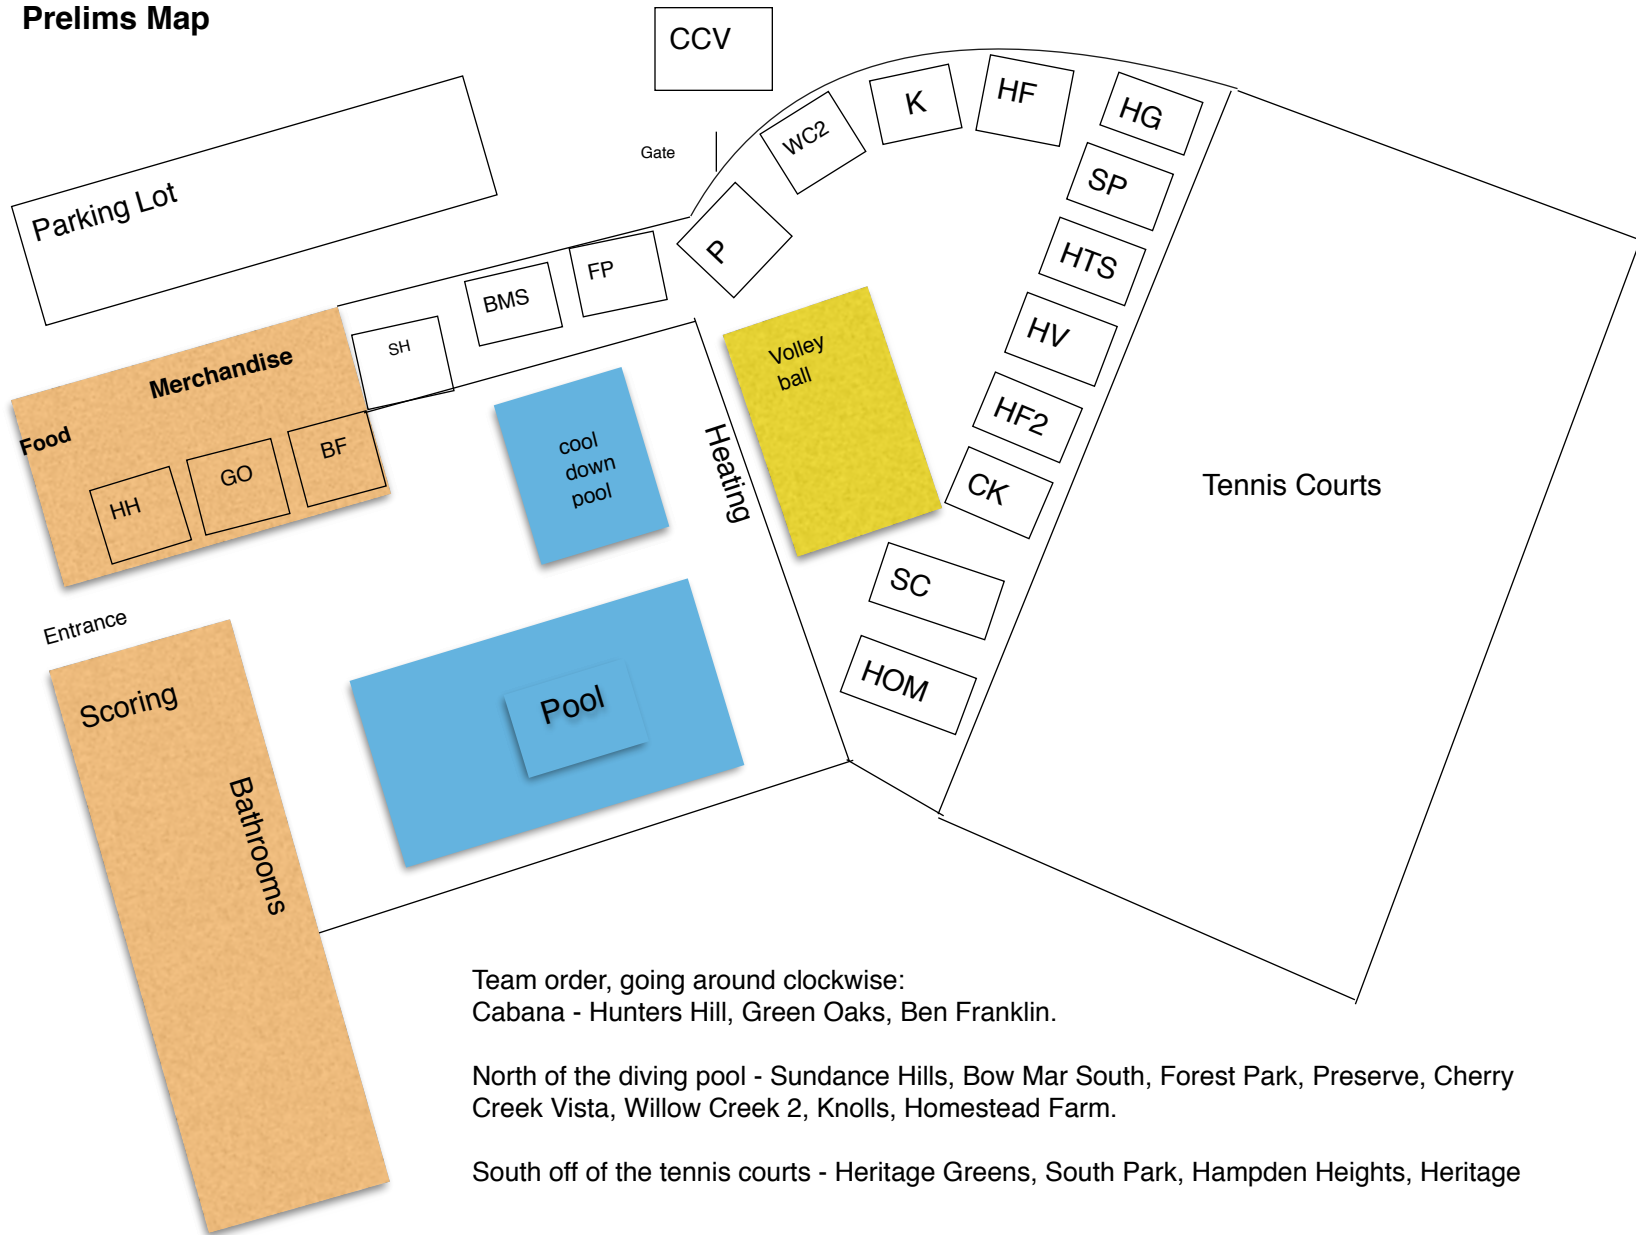 Prelims Map
CCV
Gate
Parking Lot
WC2
K
HF
HG
SP
HTS
HV
HF2
CK
SC
HOM
P
FP
BMS
SH
Merchandise
Food
HH
GO
BF
cool
down
pool
Heating
Volley
ball
Tennis Courts
Entrance
Scoring
Bathrooms
Pool
Team order, going around clockwise:
Cabana - Hunters Hill, Green Oaks, Ben Franklin.
North of the diving pool - Sundance Hills, Bow Mar South, Forest Park, Preserve, Cherry
Creek Vista, Willow Creek 2, Knolls, Homestead Farm.
South off of the tennis courts - Heritage Greens, South Park, Hampden Heights, Heritage